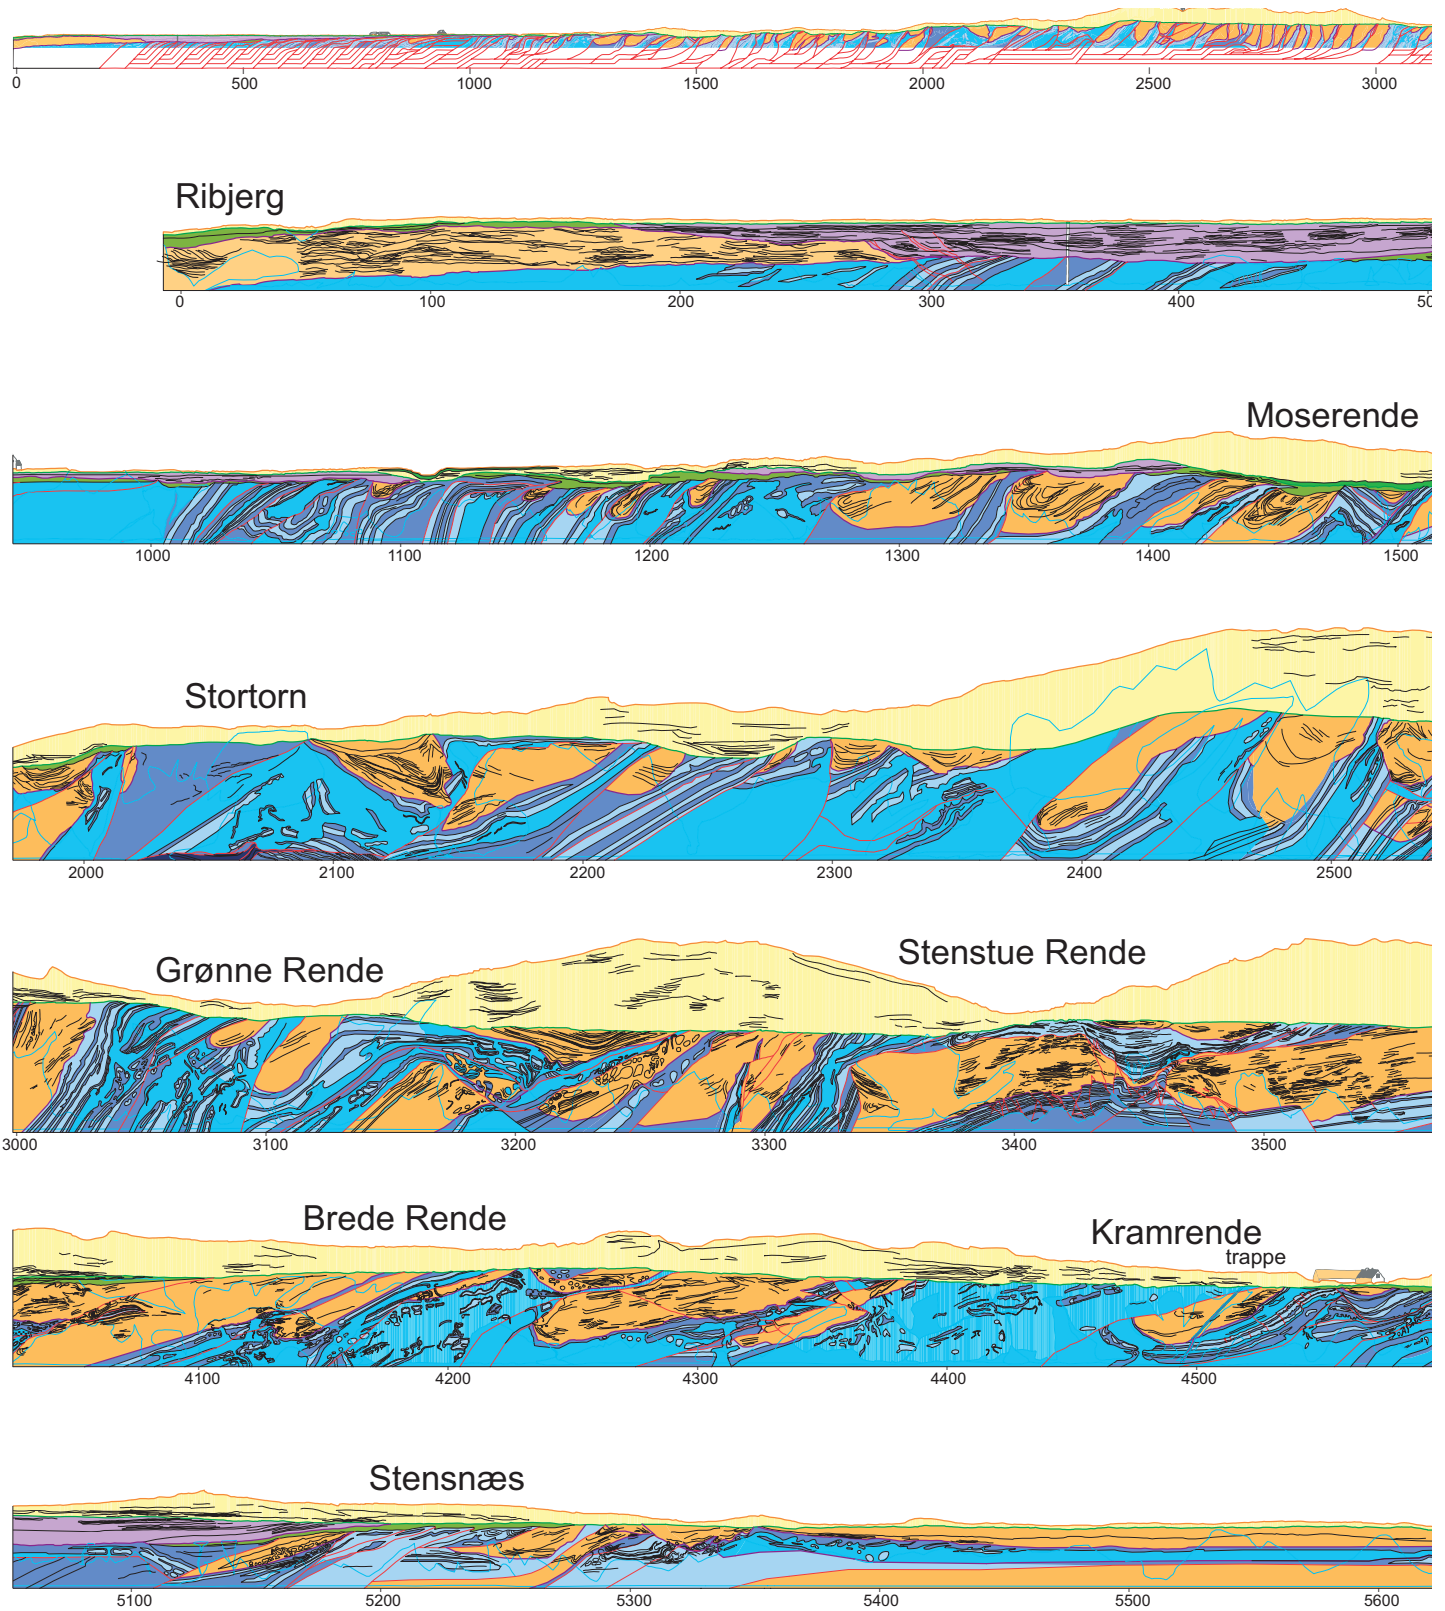 0 500 1000 1500 2000 2500 3000
Ribjerg
0 100 200 300 400 50
Moserende
1000 1100 1200 1300 1400 1500
Stortorn
2000 2100 2200 2300 2400 2500
Grønne Rende Stenstue Rende
3000 3100 3200 3300 3400 3500
Brede Rende Kramrende
trappe
4100 4200 4300 4400 4500
Stensnæs
5100 5200 5300 5400 5500 5600